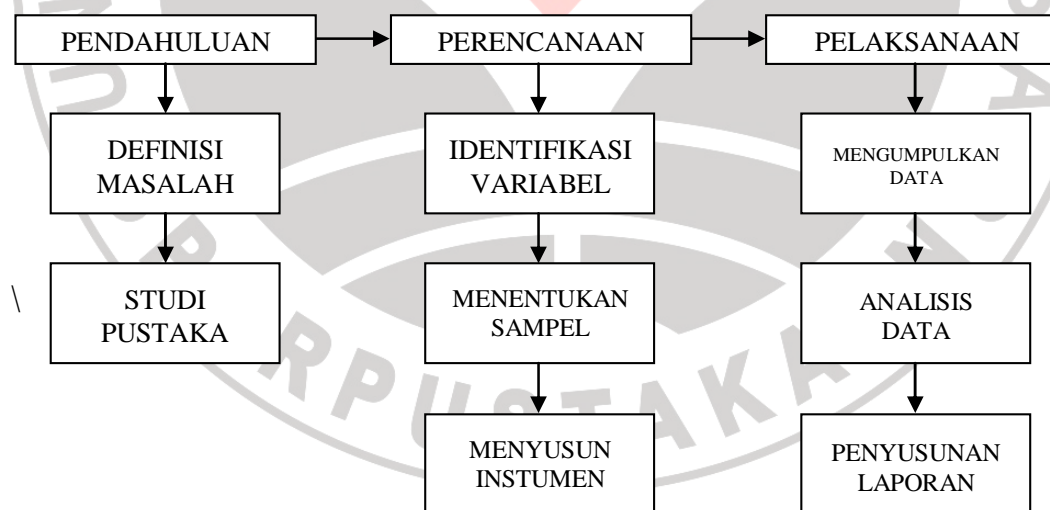 PENDAHULUAN
PERENCANAAN
PELAKSANAAN
DEFINISI
MASALAH
IDENTIFIKASI
VARIABEL
MENGUMPULKAN
DATA
\
STUDI
PUSTAKA
MENENTUKAN
SAMPEL
ANALISIS
DATA
MENYUSUN
INSTUMEN
PENYUSUNAN
LAPORAN